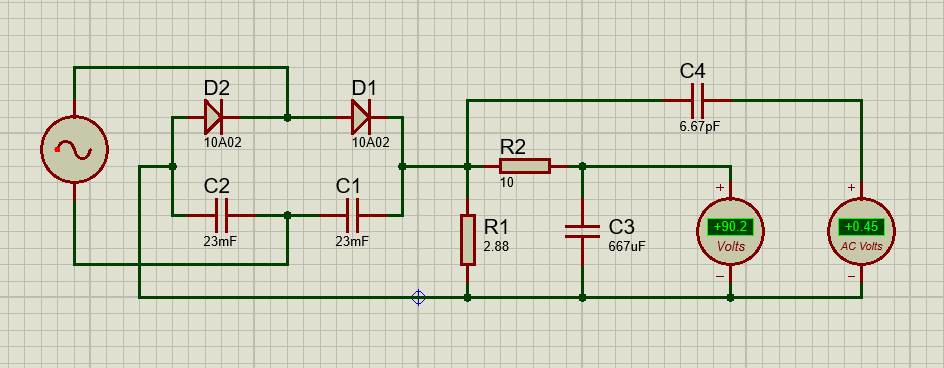 C4
6.67pF
D2
D1
10A02
10A02
R2
10
C2
C1
23mF
23mF
R1
2.88
C3
667uF
+
+90.2
Volts
−
+
+0.45
AC Volts
−